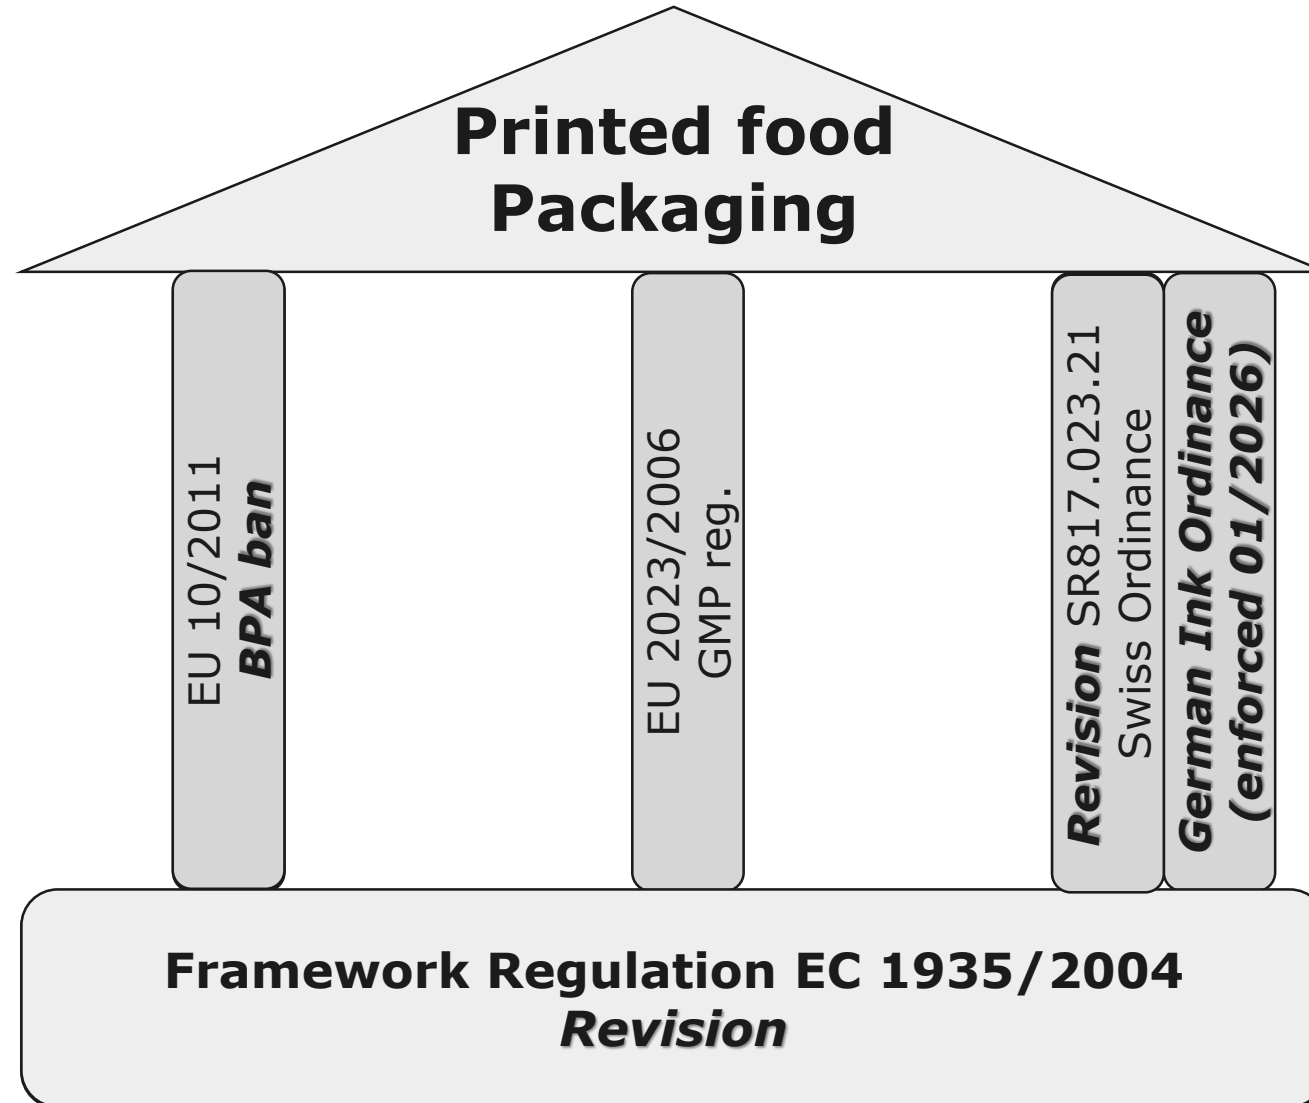 Printed food
Packaging
EU 10/2011
BPA ban
EU 2023/2006
GMP reg.
Revision SR817.023.21
Swiss Ordinance
German Ink Ordinance
(enforced 01/2026)
Framework Regulation EC 1935/2004
Revision